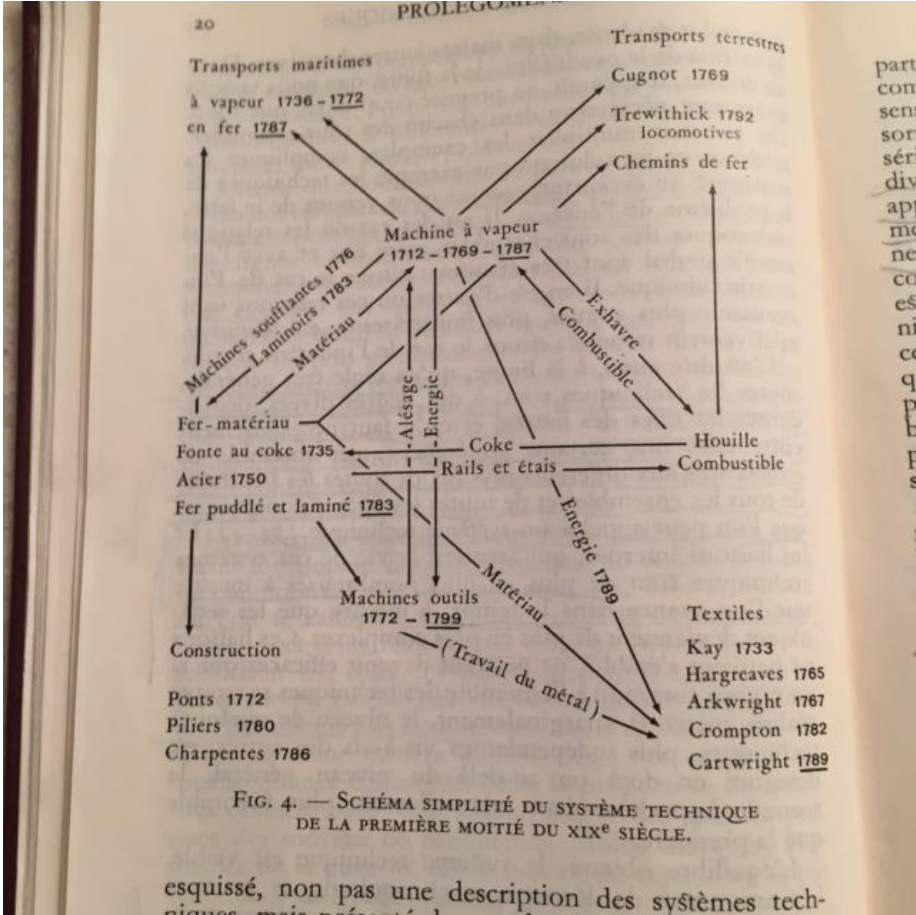 20
Transports maritimes
à vapeur 1736 - 1772
en fer 1787
Transports terrestres
Cugnot 1769
Trewithick 1792
locomotives
Chemins de fer
Machine à vapeur
1712 - 1769 - 1787
Machines soufflantes 1776
Laminoirs 1783
Matériau
Exhavre
Combustible
Alésage
Energie
Fer-matériau
Fonte au coke 1735
Acier 1750
Fer puddlé et laminé 1783
Coke
Rails et étais
Houille
Combustible
Energie 1789
Matériau
Machines outils
1772 - 1799
(Travail du métal)
Construction
Ponts 1772
Piliers 1780
Charpentes 1786
Textiles
Kay 1733
Hargreaves 1765
Arkwright 1767
Crompton 1782
Cartwright 1789
FIG. 4. — SCHÉMA SIMPLIFIÉ DU SYSTÈME TECHNIQUE
DE LA PREMIÈRE MOITIÉ DU XIXe SIÈCLE.
esquissé, non pas une description des systèmes tech-